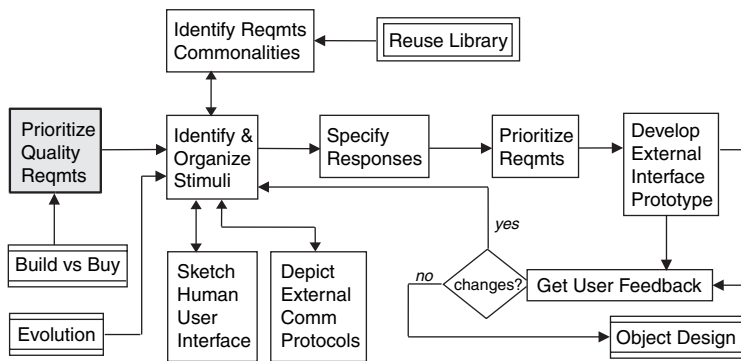 Identify Reqmts
Commonalities
Reuse Library
Prioritize
Quality
Reqmts
Identify &
Organize
Stimuli
Specify
Responses
Prioritize
Reqmts
Develop
External
Interface
Prototype
yes
Build vs Buy
Sketch
Human
User
Interface
Depict
External
Comm
Protocols
no
changes?
Get User Feedback
Evolution
Object Design